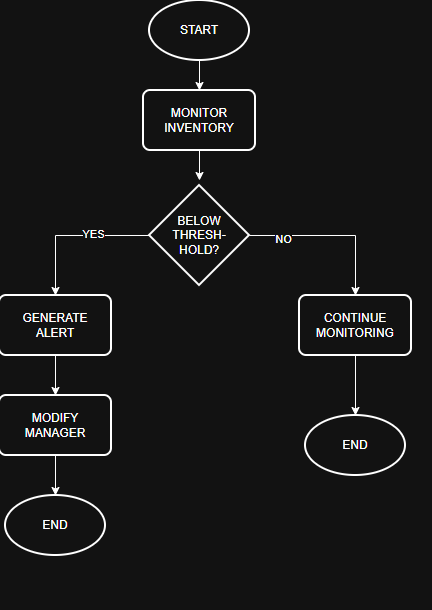 START
MONITOR
INVENTORY
BELOW
THRESH-
HOLD?
YES
NO
GENERATE
ALERT
CONTINUE
MONITORING
MODIFY
MANAGER
END
END